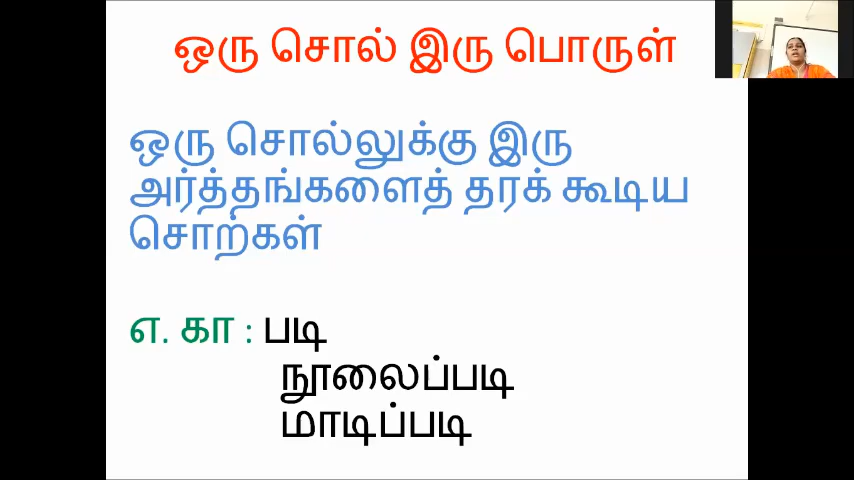 ஒரு சொல் இரு பொருள்
ஒரு சொல்லுக்கு இரு
அர்த்தங்களைத் தரக் கூடிய
சொற்கள்
எ. கா : படி
நூலைப்படி
மாடிப்படி